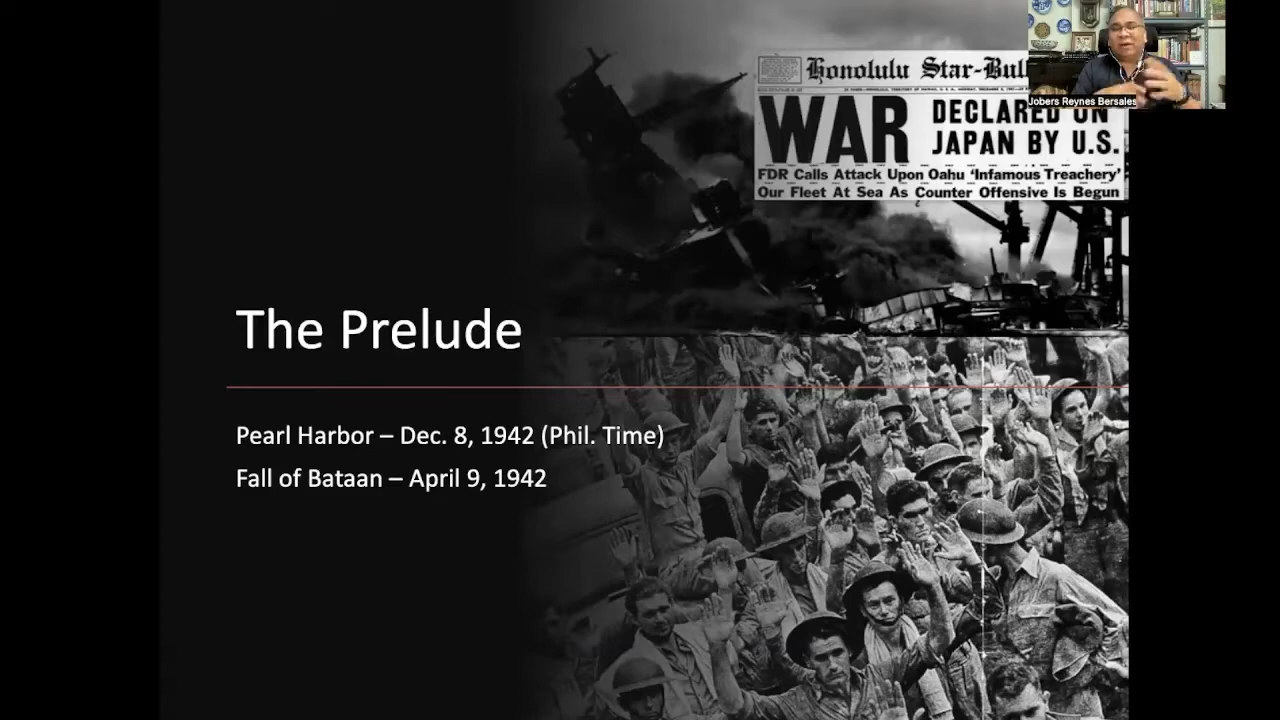 Honolulu Star-Bul
WAR
DECLARED ON
JAPAN BY U.S.
FDR Calls Attack Upon Oahu 'Infamous Treachery'
Our Fleet At Sea As Counter Offensive Is Begun
Jobers Reynes Bersales
The Prelude
Pearl Harbor – Dec. 8, 1942 (Phil. Time)
Fall of Bataan – April 9, 1942